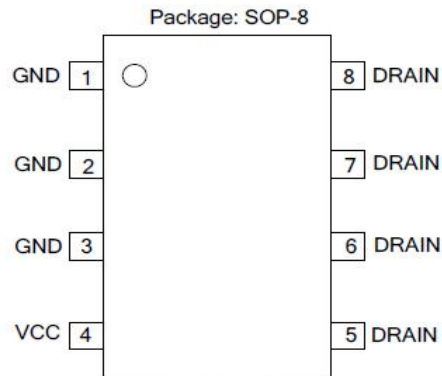 Package: SOP-8
GND 1 8 DRAIN
GND 2 7 DRAIN
GND 3 6 DRAIN
VCC 4 5 DRAIN